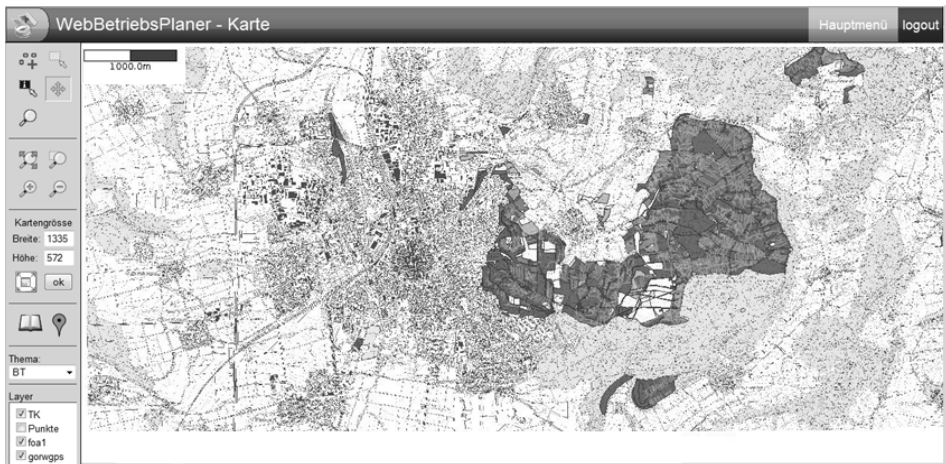 WebBetriebsPlaner - Karte
Hauptmenü
logout
1000.0m
Kartengrösse
Breite: 1335
Höhe: 572
ok
Thema:
BT
Layer
TK
Punkte
foa1
gorwgps